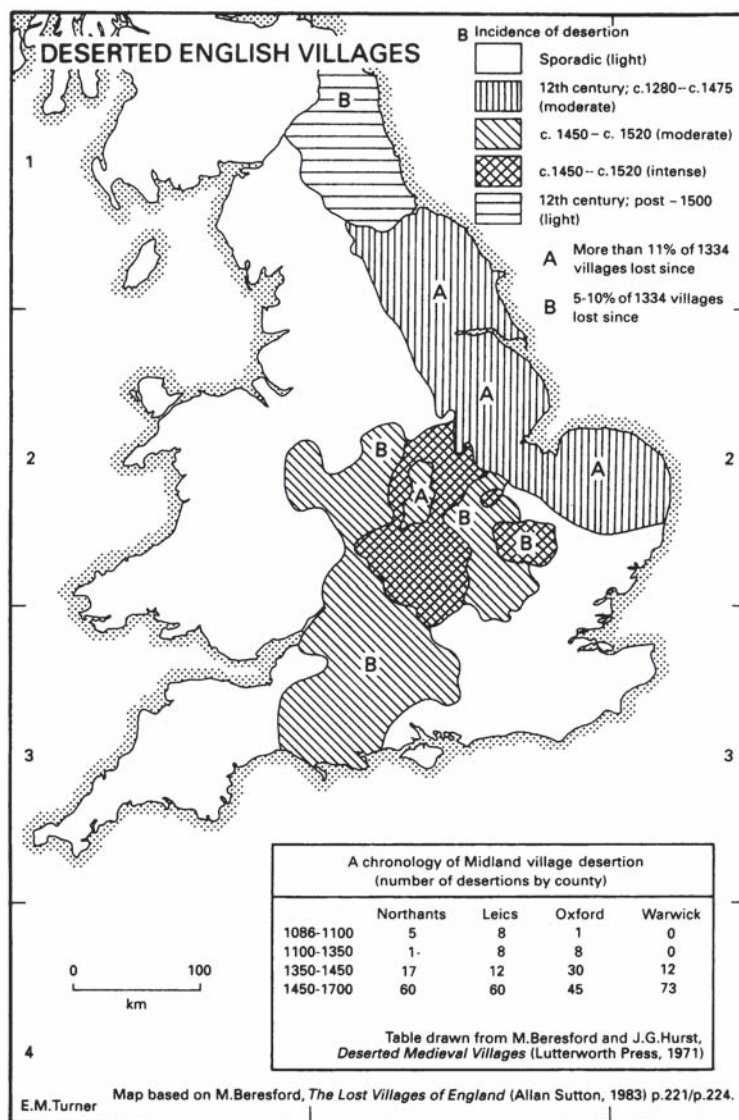 DESERTED ENGLISH VILLAGES
B Incidence of desertion
Sporadic (light)
12th century; c.1280--c.1475
(moderate)
c. 1450 – c. 1520 (moderate)
c.1450-- c.1520 (intense)
12th century; post – 1500
(light)
A More than 11% of 1334
villages lost since
B 5-10% of 1334 villages
lost since
B
1
A
A
2
B
A
A
2
B
B
B
3
3
A chronology of Midland village desertion
(number of desertions by county)
Northants Leics Oxford Warwick
1086-1100 5 8 1 0
1100-1350 1· 8 8 0
1350-1450 17 12 30 12
1450-1700 60 60 45 73
Table drawn from M.Beresford and J.G.Hurst,
Deserted Medieval Villages (Lutterworth Press, 1971)
0 100
km
4
E.M.Turner
Map based on M.Beresford, The Lost Villages of England (Allan Sutton, 1983) p.221/p.224.